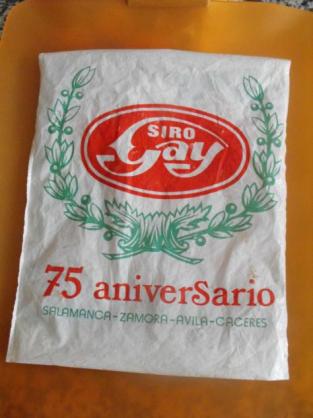 SIRO
Gay
75 aniverSario
SALAMANCA-ZAMORA-AVILA-CACERES